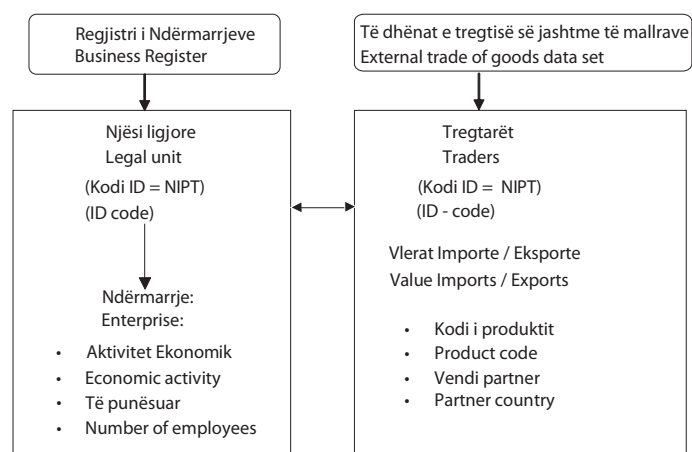 Regjistri i Ndërmarrjeve
Business Register
Të dhënat e tregtisë së jashtme të mallrave
External trade of goods data set
Njësi ligjore
Legal unit
(Kodi ID = NIPT)
(ID code)
Ndërmarrje:
Enterprise:
• Aktivitet Ekonomik
• Economic activity
• Të punësuar
• Number of employees
Tregtarët
Traders
(Kodi ID = NIPT)
(ID - code)
Vlerat Importe / Eksporte
Value Imports / Exports
• Kodi i produktit
• Product code
• Vendi partner
• Partner country